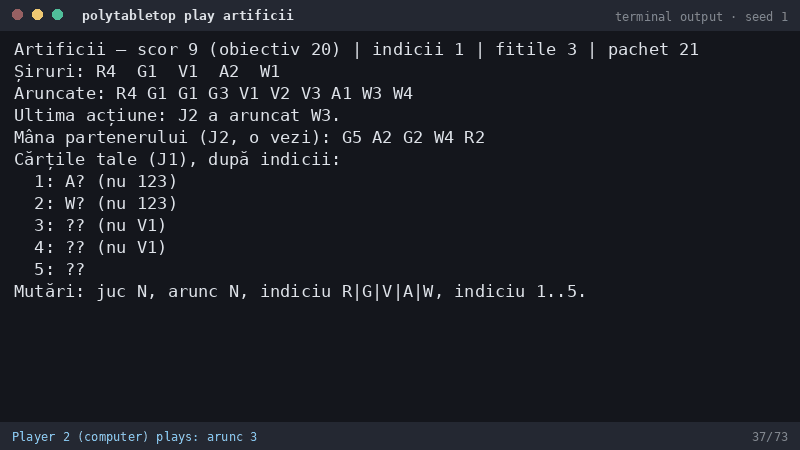 polytabletop play artificii
terminal output · seed 1
Artificii — scor 9 (obiectiv 20) | indicii 1 | fitile 3 | pachet 21
Șiruri: R4  G1  V1  A2  W1
Aruncate: R4 G1 G1 G3 V1 V2 V3 A1 W3 W4
Ultima acțiune: J2 a aruncat W3.
Mâna partenerului (J2, o vezi): G5 A2 G2 W4 R2
Cărțile tale (J1), după indicii:
  1: A? (nu 123)
  2: W? (nu 123)
  3: ?? (nu V1)
  4: ?? (nu V1)
  5: ??
Mutări: juc N, arunc N, indiciu R|G|V|A|W, indiciu 1..5.
Player 2 (computer) plays: arunc 3
37/73